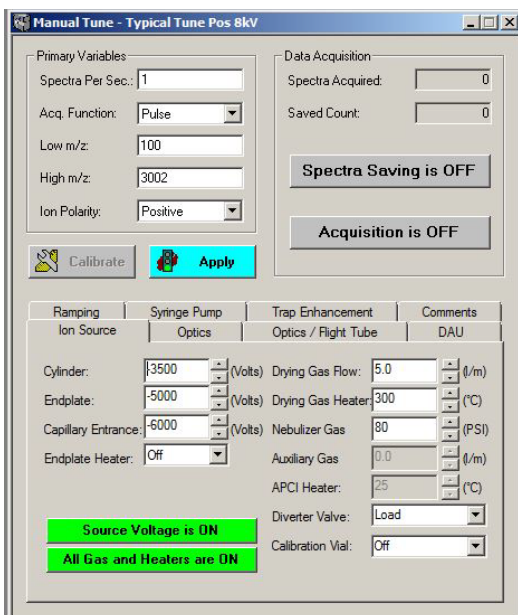 Manual Tune - Typical Tune Pos 8kV
Primary Variables
Spectra Per Sec.: 1
Acq. Function: Pulse
Low m/z: 100
High m/z: 3002
Ion Polarity: Positive
Data Acquisition
Spectra Acquired: 0
Saved Count: 0
Spectra Saving is OFF
Acquisition is OFF
Calibrate
Apply
Ramping Syringe Pump Trap Enhancement Comments
Ion Source Optics Optics / Flight Tube DAU
Cylinder: -3500 (Volts)
Endplate: -5000 (Volts)
Capillary Entrance: -6000 (Volts)
Endplate Heater: Off
Source Voltage is ON
All Gas and Heaters are ON
Drying Gas Flow: 5.0 (l/m)
Drying Gas Heater: 300 (°C)
Nebulizer Gas 80 (PSI)
Auxiliary Gas 0.0 (l/m)
APCI Heater: 25 (°C)
Diverter Valve: Load
Calibration Vial: Off